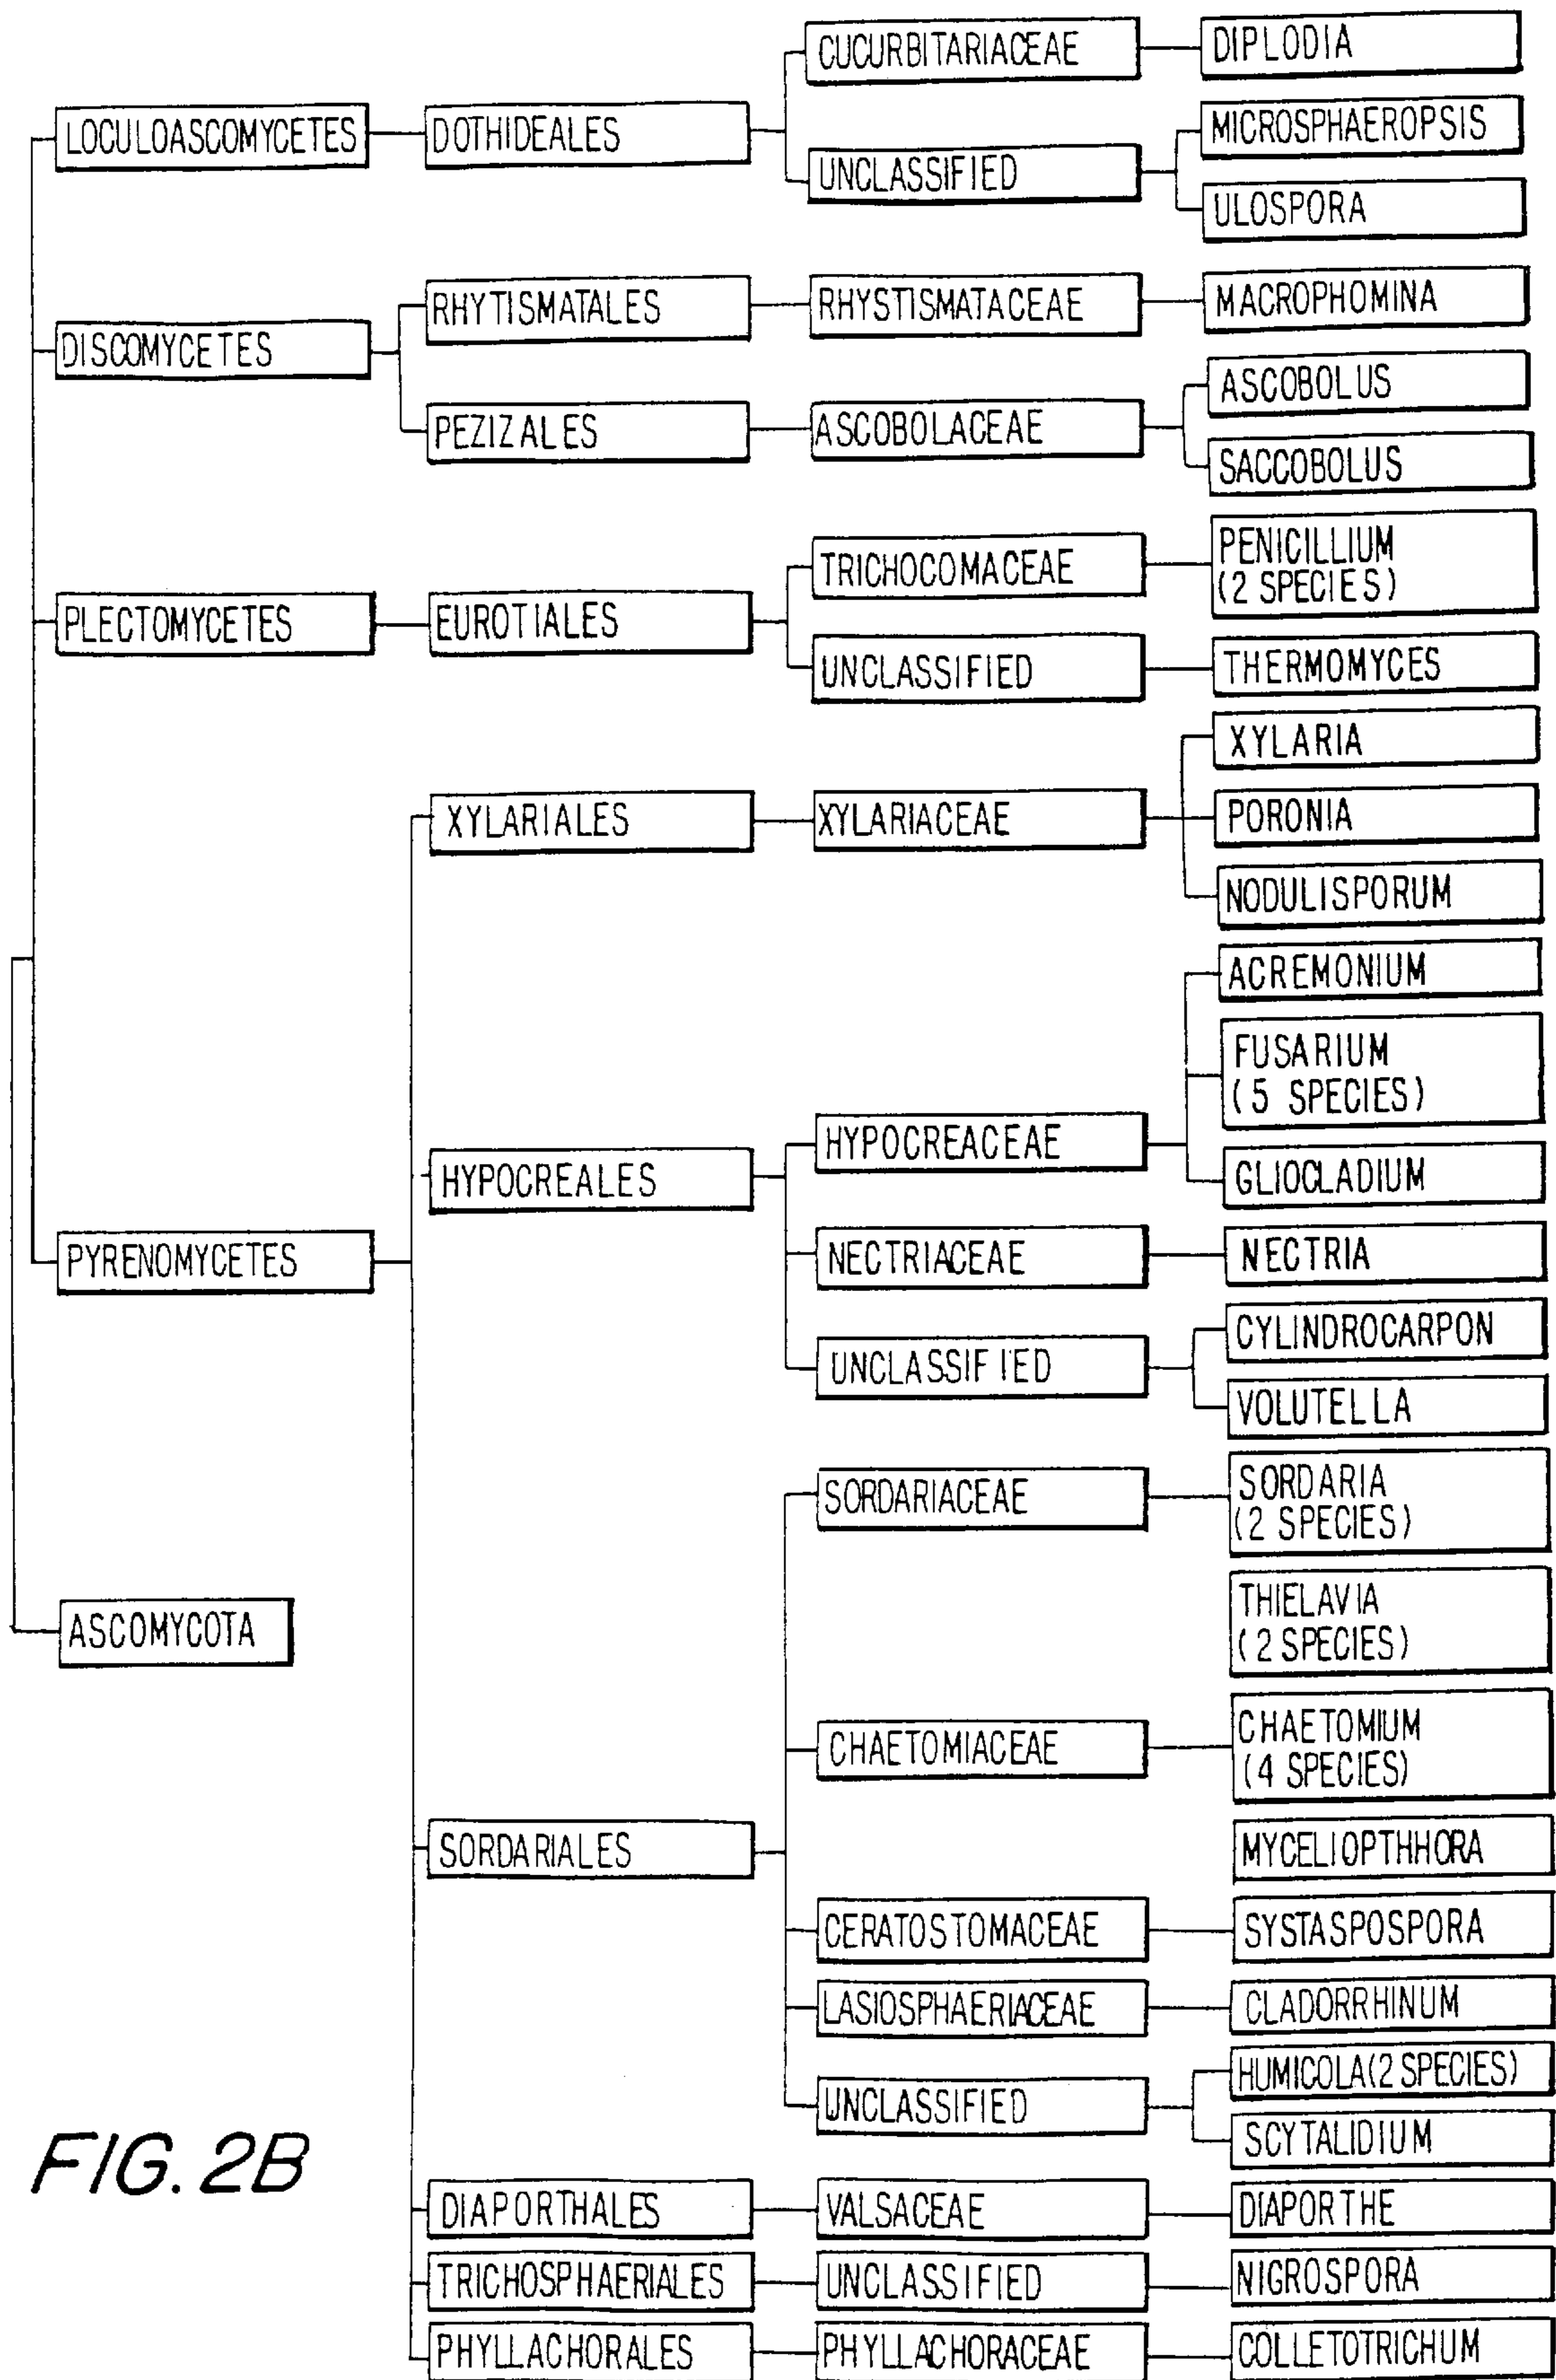 CUCURBITARIACEAE
DIPLODIA
LOCULOASCOMYCETES
DOTHIDEALES
MICROSPHAEROPSIS
UNCLASSIFIED
ULOSPORA
RHYTISMATALES
RHYSTISMATACEAE
MACROPHOMINA
DISCOMYCETES
ASCOBOLUS
PEZIZALES
ASCOBOLACEAE
SACCOBOLUS
TRICHOCOMACEAE
PENICILLIUM
(2 SPECIES)
PLECTOMYCETES
EUROTIALES
UNCLASSIFIED
THERMOMYCES
XYLARIA
XYLARIALES
XYLARIACEAE
PORONIA
NODULISPORUM
ACREMONIUM
FUSARIUM
(5 SPECIES)
HYPOCREACEAE
HYPOCREALES
GLIOCLADIUM
PYRENOMYCETES
NECTRIACEAE
NECTRIA
CYLINDROCARPON
UNCLASSIFIED
VOLUTELLA
SORDARIACEAE
SORDARIA
(2 SPECIES)
ASCOMYCOTA
THIELAVIA
(2 SPECIES)
CHAETOMIACEAE
CHAETOMIUM
(4 SPECIES)
SORDARIALES
MYCELIOPTHHORA
CERATOSTOMACEAE
SYSTASPOSPORA
LASIOSPHAERIACEAE
CLADORRHINUM
HUMICOLA (2 SPECIES)
UNCLASSIFIED
SCYTALIDIUM
FIG. 2B
DIAPORTHALES
VALSACEAE
DIAPORTHE
TRICHOSPHAERIALES
UNCLASSIFIED
NIGROSPORA
PHYLLACHORALES
PHYLLACHORACEAE
COLLETOTRICHUM